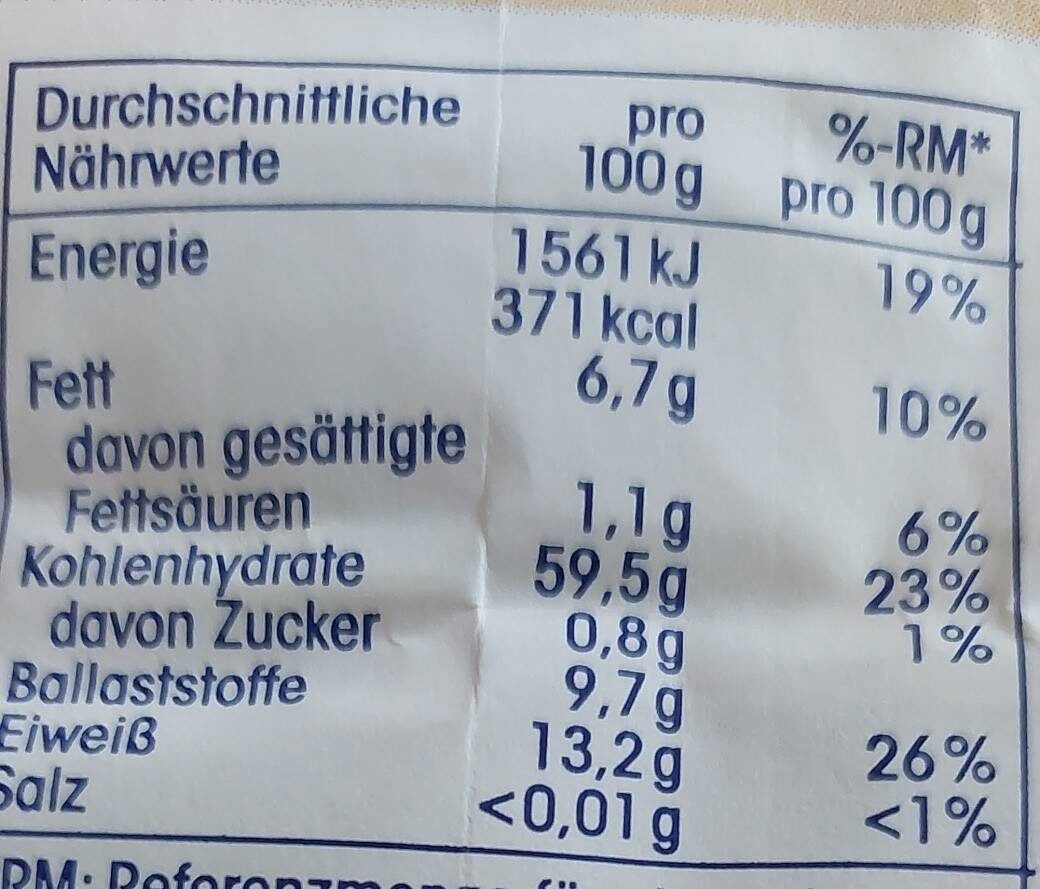 Durchschnittliche pro %-RM*
Nährwerte 100 g pro 100 g
Energie 1561 kJ 19%
371 kcal
Fett 6,7 g 10%
davon gesättigte
Fettsäuren 1,1 g 6%
Kohlenhydrate 59,5 g 23%
davon Zucker 0,8 g 1%
Ballaststoffe 9,7 g
Eiweiß 13,2 g 26%
Salz <0,01 g <1%
RM: